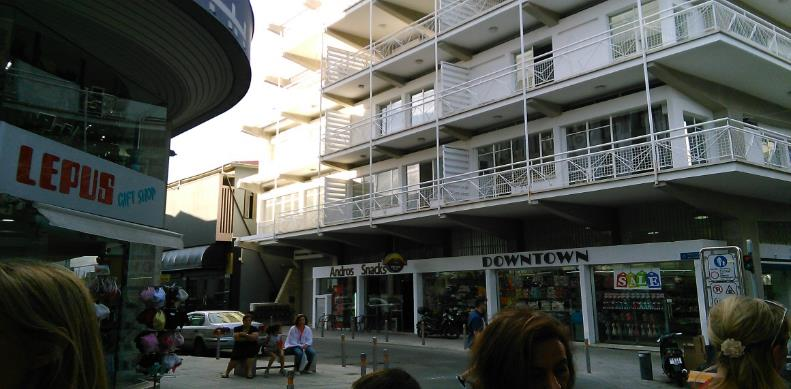 LEPUS GIFT SHOP
Andros Snacks
DOWNTOWN
SALE